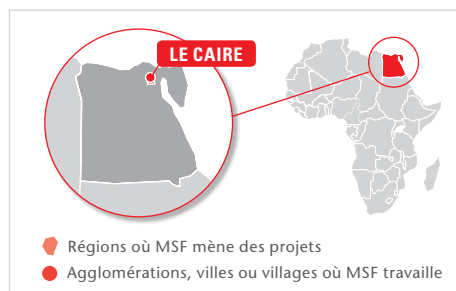 LE CAIRE
Régions où MSF mène des projets
Agglomérations, villes ou villages où MSF travaille